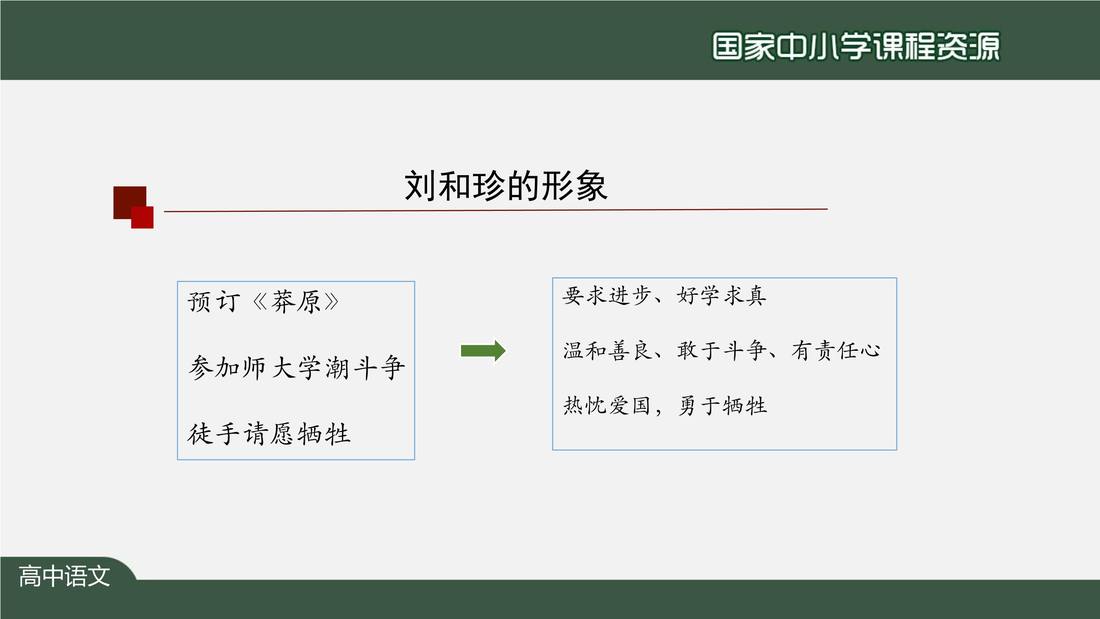 国家中小学课程资源
刘和珍的形象
预订《莽原》
参加师大学潮斗争
徒手请愿牺牲
要求进步、好学求真
温和善良、敢于斗争、有责任心
热忱爱国，勇于牺牲
高中语文